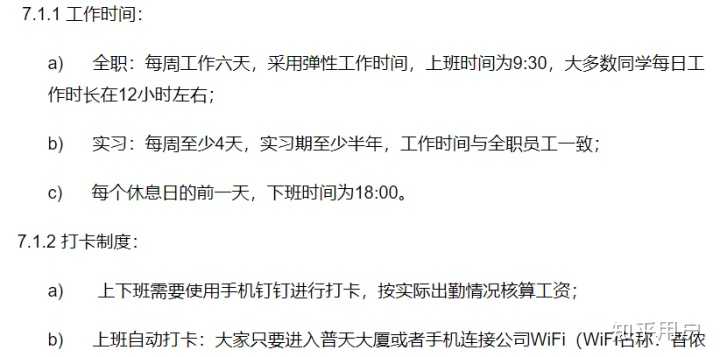 7.1.1 工作时间：
a) 全职：每周工作六天，采用弹性工作时间，上班时间为9:30，大多数同学每日工
作时长在12小时左右；
b) 实习：每周至少4天，实习期至少半年，工作时间与全职员工一致；
c) 每个休息日的前一天，下班时间为18:00。
7.1.2 打卡制度：
a) 上下班需要使用手机钉钉进行打卡，按实际出勤情况核算工资；
b) 上班自动打卡：大家只要进入普天大厦或者手机连接公司WiFi（WiFi名称：
知乎用户